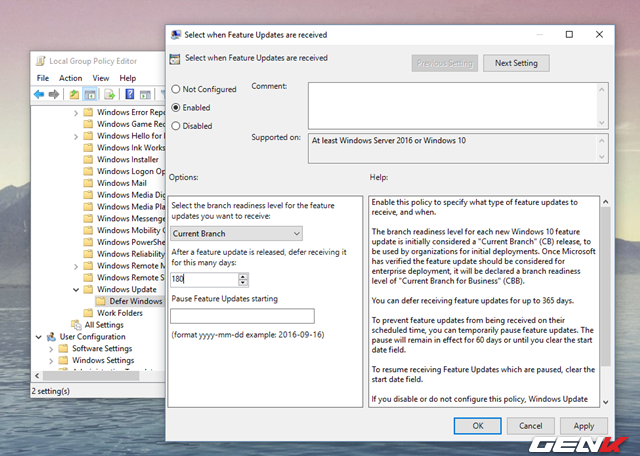 Local Group Policy Editor
File Action View Help
Windows Error Repo
Windows Game Rec
Windows Hello for
Windows Ink Works
Windows Installer
Windows Logon Op
Windows Mail
Windows Media Digi
Windows Media Pla
Windows Messenge
Windows Mobility C
Windows PowerShe
Windows Reliability
Windows Remote M
Windows Remote S
Windows Update
Defer Windows
Work Folders
All Settings
User Configuration
Software Settings
Windows Settings
Administrative Templates
2 setting(s)
Select when Feature Updates are received
Select when Feature Updates are received
Previous Setting Next Setting
Not Configured
Enabled
Disabled
Comment:
Supported on:
At least Windows Server 2016 or Windows 10
Options:
Select the branch readiness level for the feature
updates you want to receive:
Current Branch
After a feature update is released, defer receiving it
for this many days:
180
Pause Feature Updates starting
(format yyyy-mm-dd example: 2016-09-16)
Help:
Enable this policy to specify what type of feature updates to
receive, and when.
The branch readiness level for each new Windows 10 feature
update is initially considered a "Current Branch" (CB) release, to
be used by organizations for initial deployments. Once Microsoft
has verified the feature update should be considered for
enterprise deployment, it will be declared a branch readiness
level of "Current Branch for Business" (CBB).
You can defer receiving feature updates for up to 365 days.
To prevent feature updates from being received on their
scheduled time, you can temporarily pause feature updates. The
pause will remain in effect for 60 days or until you clear the start
date field.
To resume receiving Feature Updates which are paused, clear the
start date field.
If you disable or do not configure this policy, Windows Update
OK Cancel Apply
GENK